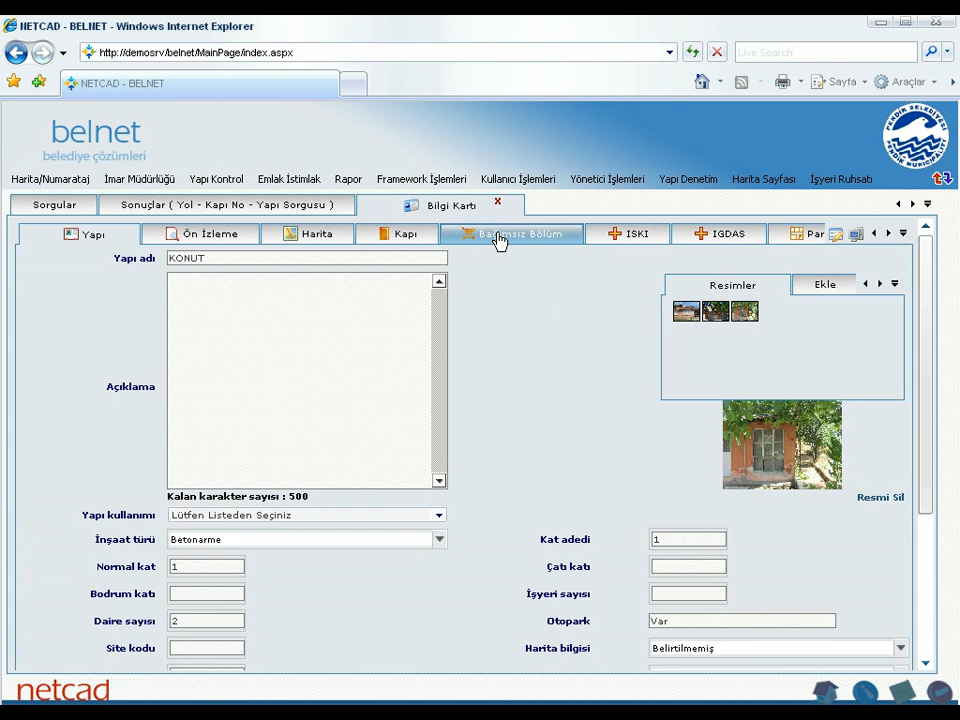 NETCAD - BELNET - Windows Internet Explorer
http://demosrv/belnet/MainPage/index.aspx
Live Search
NETCAD - BELNET
Sayfa
Araçlar
belnet
belediye çözümleri
PENDİK BELEDİYESİ
PENDIK MUNICIPALITY
Harita/Numarataj İmar Müdürlüğü Yapı Kontrol Emlak İstimlak Rapor Framework İşlemleri Kullanıcı İşlemleri Yönetici İşlemleri Yapı Denetim Harita Sayfası İşyeri Ruhsatı
Sorgular
Sonuçlar ( Yol - Kapı No - Yapı Sorgusu )
Bilgi Kartı
Yapı
Ön İzleme
Harita
Kapı
Bağımsız Bölüm
ISKI
IGDAS
Par
Yapı adı KONUT
Resimler
Ekle
Açıklama
Kalan karakter sayısı : 500
Resmi Sil
Yapı kullanımı Lütfen Listeden Seçiniz
İnşaat türü Betonarme
Kat adedi 1
Normal kat 1
Çatı katı
Bodrum katı
İşyeri sayısı
Daire sayısı 2
Otopark Var
Site kodu
Harita bilgisi Belirtilmemiş
netcad